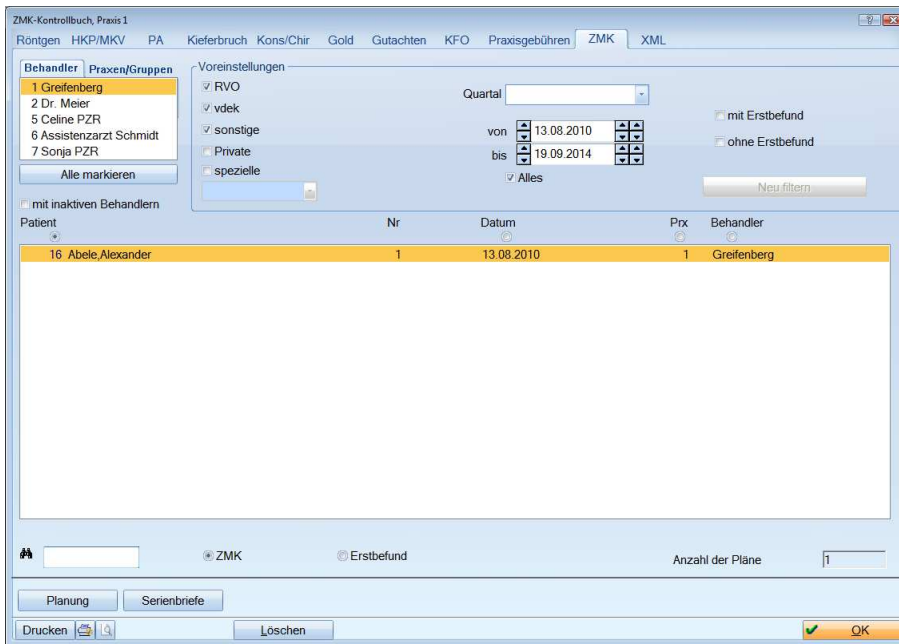 ZMK-Kontrollbuch, Praxis 1
Röntgen HKP/MKV PA Kieferbruch Kons/Chir Gold Gutachten KFO Praxisgebühren ZMK XML
Behandler Praxen/Gruppen
1 Greifenberg
2 Dr. Meier
5 Celine PZR
6 Assistenzarzt Schmidt
7 Sonja PZR
Alle markieren
mit inaktiven Behandlern
Voreinstellungen
RVO
vdek
sonstige
Private
spezielle
Quartal
von 13.08.2010
bis 19.09.2014
Alles
mit Erstbefund
ohne Erstbefund
Neu filtern
Patient Nr Datum Prx Behandler
16 Abele,Alexander 1 13.08.2010 1 Greifenberg
ZMK Erstbefund Anzahl der Pläne 1
Planung Serienbriefe
Drucken Löschen OK